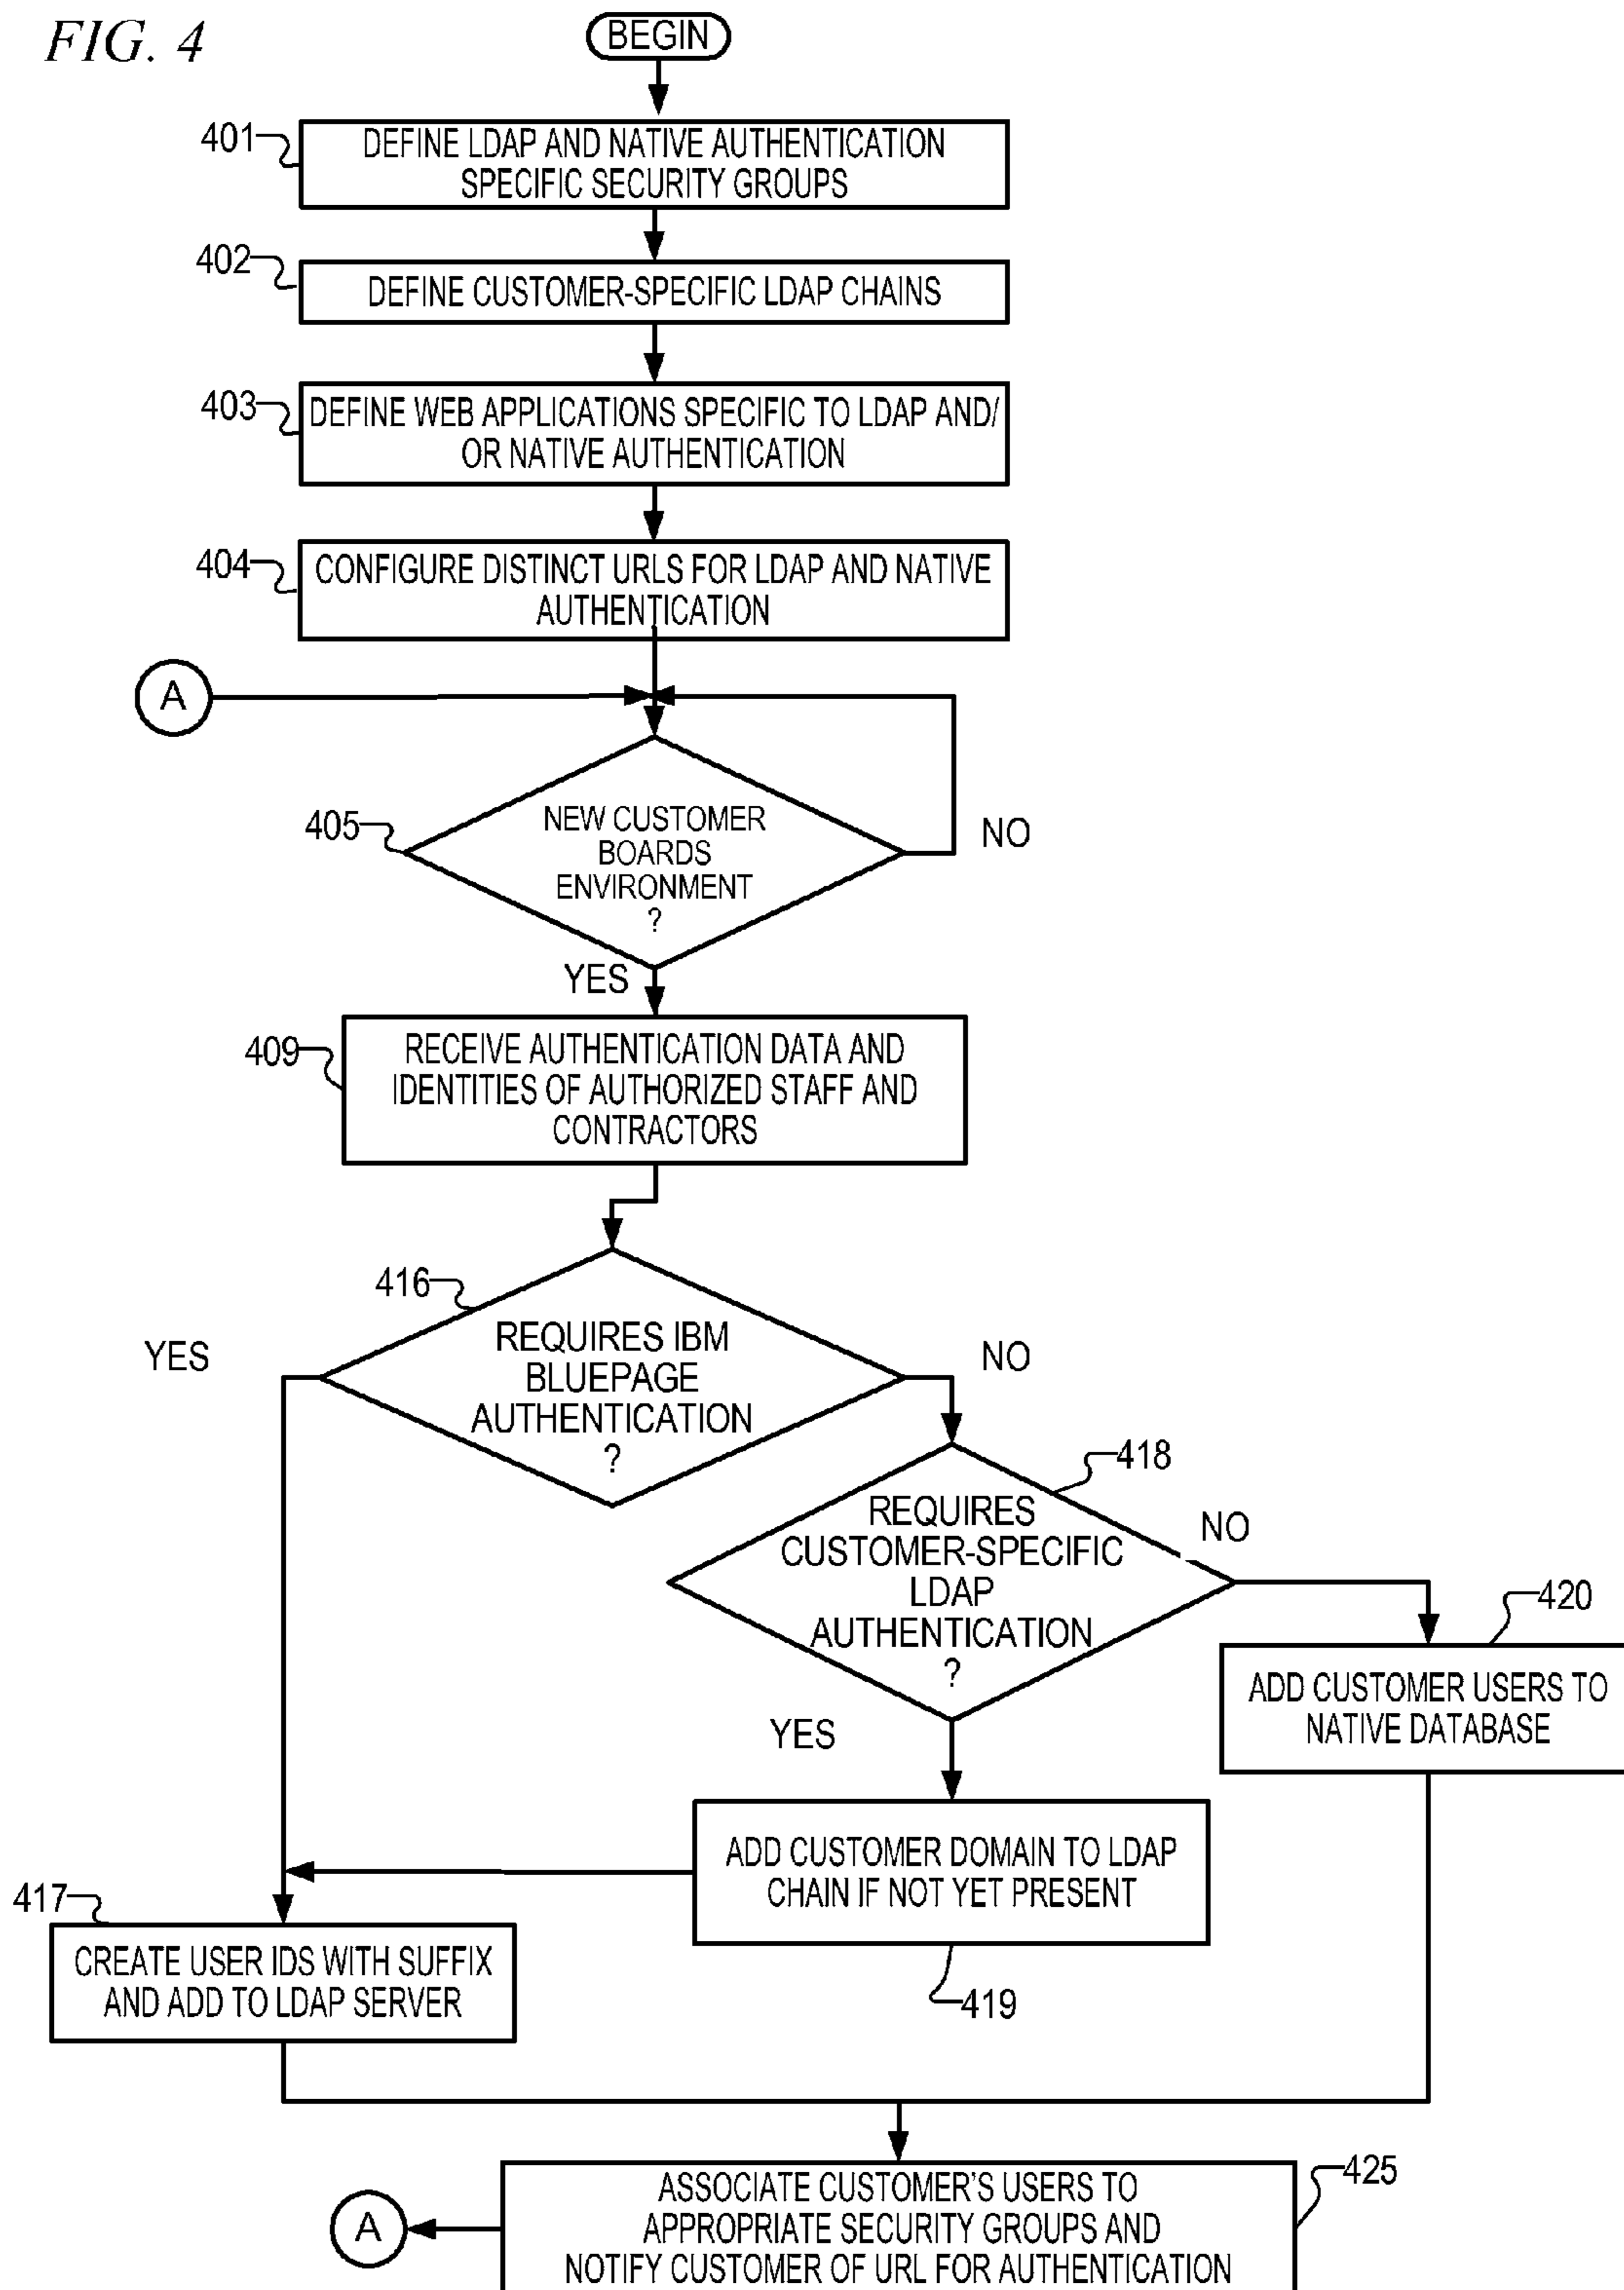 FIG. 4
BEGIN
401
DEFINE LDAP AND NATIVE AUTHENTICATION
SPECIFIC SECURITY GROUPS
402
DEFINE CUSTOMER-SPECIFIC LDAP CHAINS
403
DEFINE WEB APPLICATIONS SPECIFIC TO LDAP AND/
OR NATIVE AUTHENTICATION
404
CONFIGURE DISTINCT URLS FOR LDAP AND NATIVE
AUTHENTICATION
A
405
NEW CUSTOMER
BOARDS
ENVIRONMENT
?
NO
YES
409
RECEIVE AUTHENTICATION DATA AND
IDENTITIES OF AUTHORIZED STAFF AND
CONTRACTORS
416
REQUIRES IBM
BLUEPAGE
AUTHENTICATION
?
YES
NO
418
REQUIRES
CUSTOMER-SPECIFIC
LDAP
AUTHENTICATION
?
NO
YES
420
ADD CUSTOMER USERS TO
NATIVE DATABASE
ADD CUSTOMER DOMAIN TO LDAP
CHAIN IF NOT YET PRESENT
419
417
CREATE USER IDS WITH SUFFIX
AND ADD TO LDAP SERVER
425
ASSOCIATE CUSTOMER'S USERS TO
APPROPRIATE SECURITY GROUPS AND
NOTIFY CUSTOMER OF URL FOR AUTHENTICATION
A